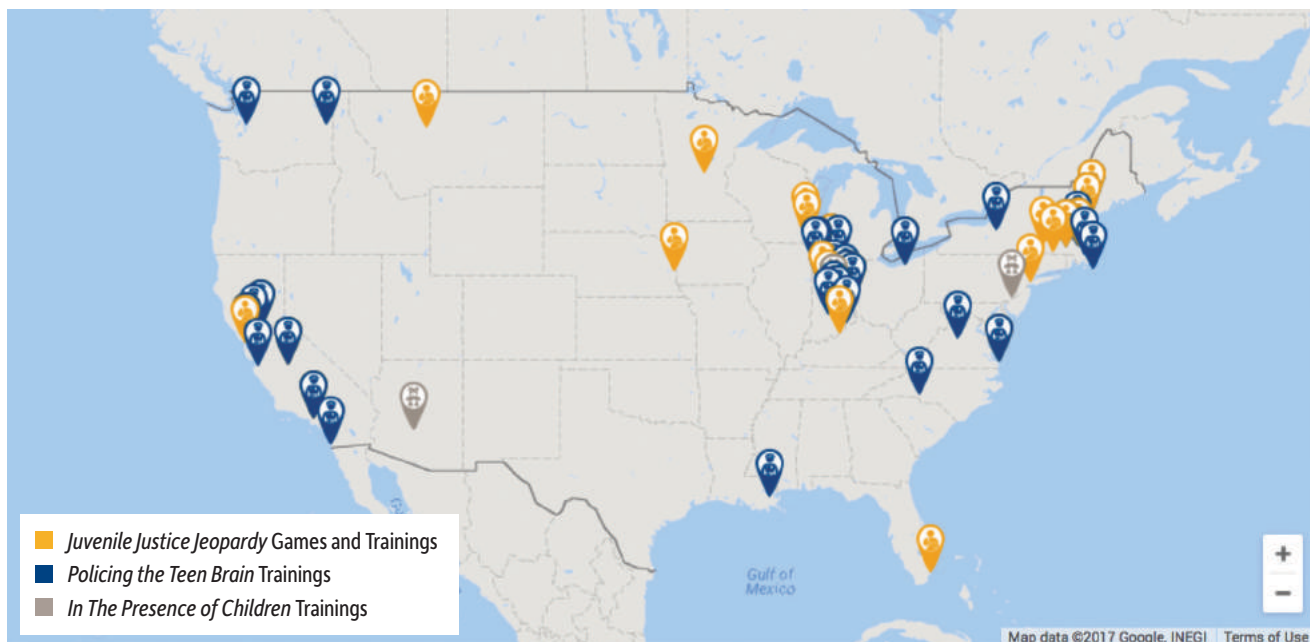 Juvenile Justice Jeopardy Games and Trainings
Policing the Teen Brain Trainings
In The Presence of Children Trainings
Gulf of
Mexico
+
−
Map data ©2017 Google, INEGI
Terms of Use